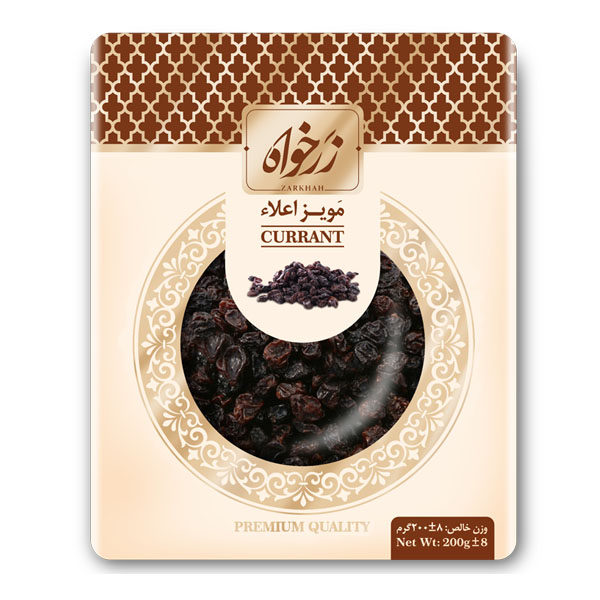 زرخواه
ZARKHAH
مَویز اعلاء
CURRANT
PREMIUM QUALITY
وزن خالص: ۸±۲۰۰گرم
Net Wt: 200g±8